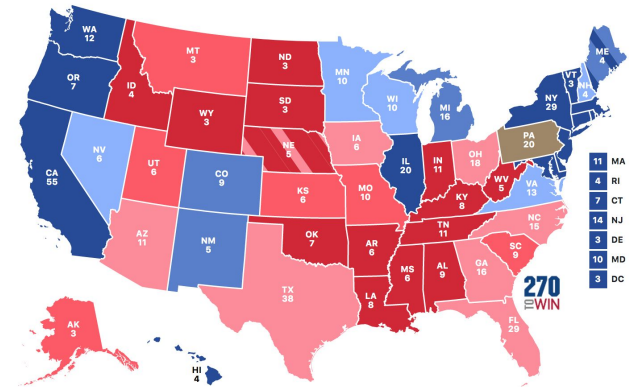 WA
12
OR
7
CA
55
NV
6
ID
4
MT
3
WY
3
UT
6
AZ
11
CO
9
NM
5
ND
3
SD
3
NE
5
KS
6
OK
7
TX
38
MN
10
IA
6
MO
10
AR
6
LA
8
WI
10
IL
20
MI
16
IN
11
OH
18
KY
8
TN
11
MS
6
AL
9
GA
16
FL
29
SC
9
NC
15
VA
13
WV
5
PA
20
NY
29
VT
3
NH
4
ME
4
AK
3
HI
4
11 MA
4 RI
7 CT
14 NJ
3 DE
10 MD
3 DC
270
TOWIN